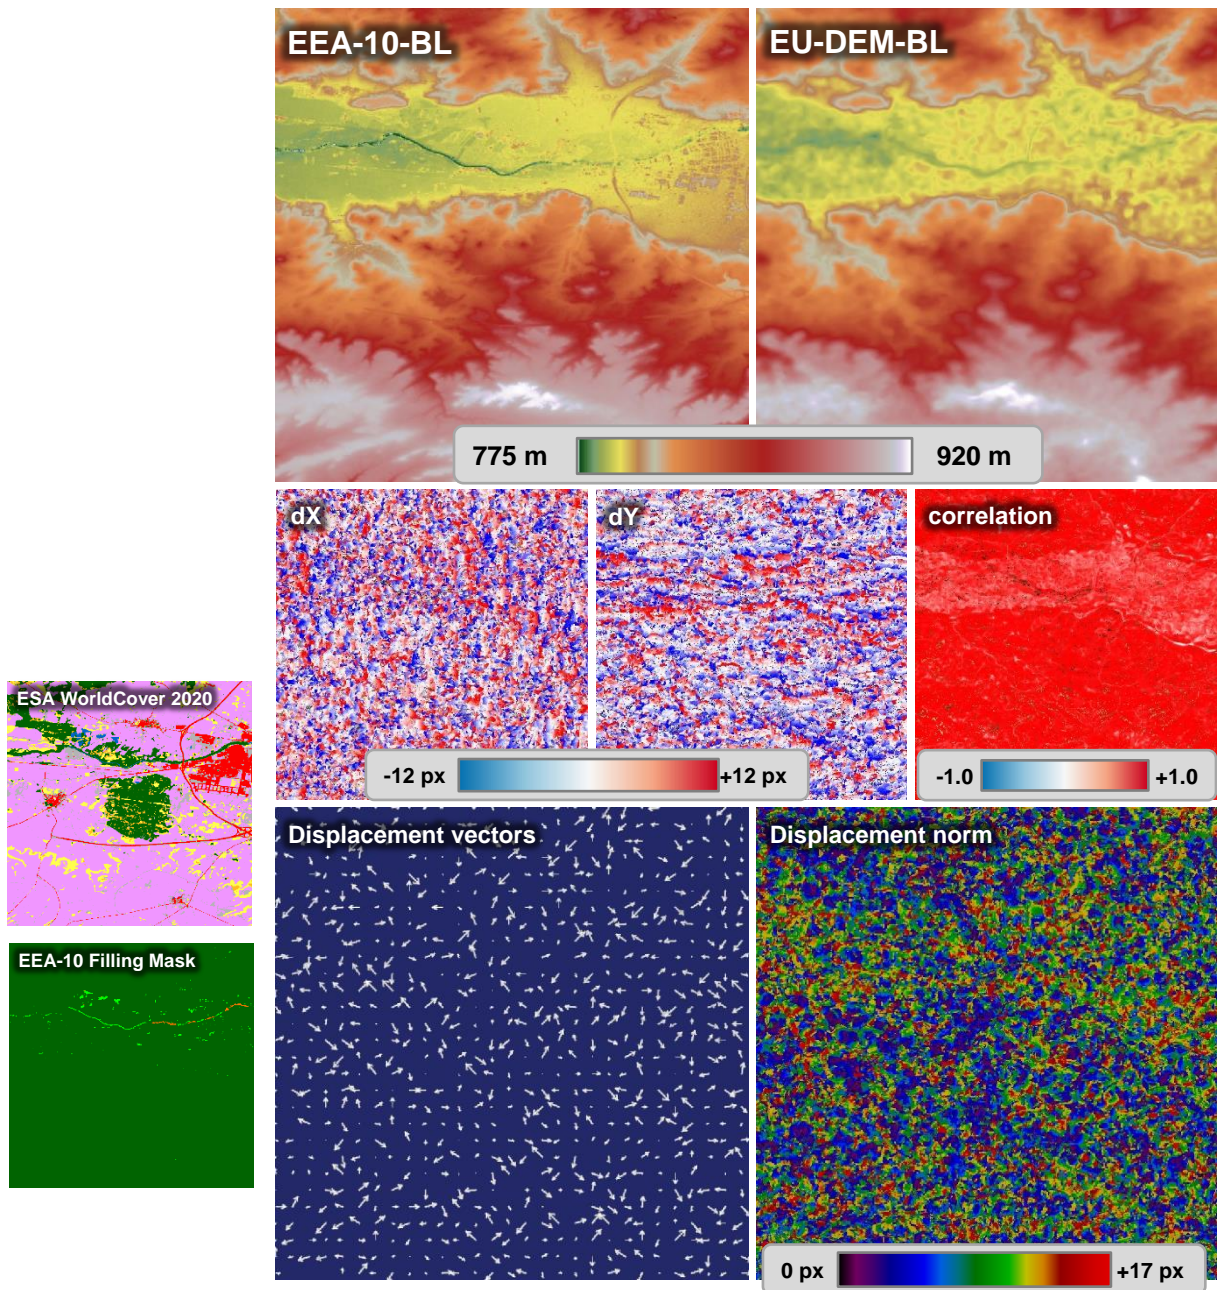 EEA-10-BL
EU-DEM-BL
775 m
920 m
dX
dY
correlation
-12 px
+12 px
-1.0
+1.0
ESA WorldCover 2020
EEA-10 Filling Mask
Displacement vectors
Displacement norm
0 px
+17 px